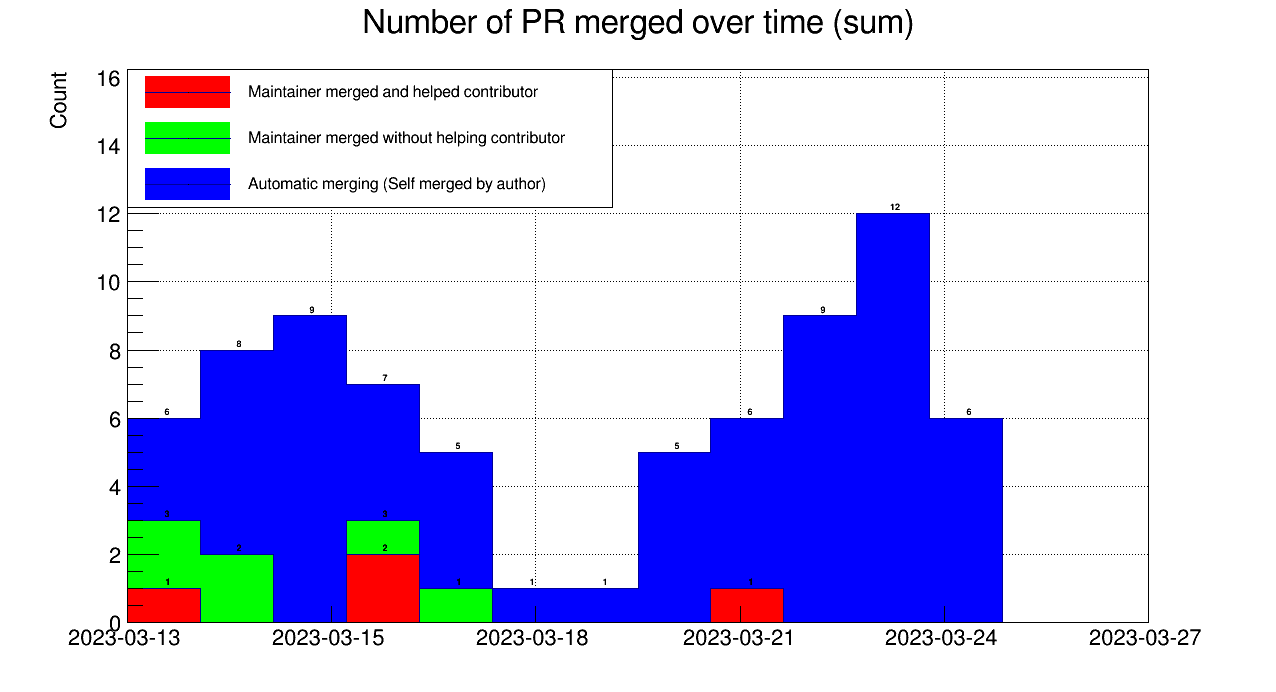 Number of PR merged over time (sum)
Count
16
14
12
10
8
6
4
2
0
Maintainer merged and helped contributor
Maintainer merged without helping contributor
Automatic merging (Self merged by author)
6 8 9 7 5 1 1 5 6 9 12 6
3 2 3 1
1 2 1
2023-03-13 2023-03-15 2023-03-18 2023-03-21 2023-03-24 2023-03-27